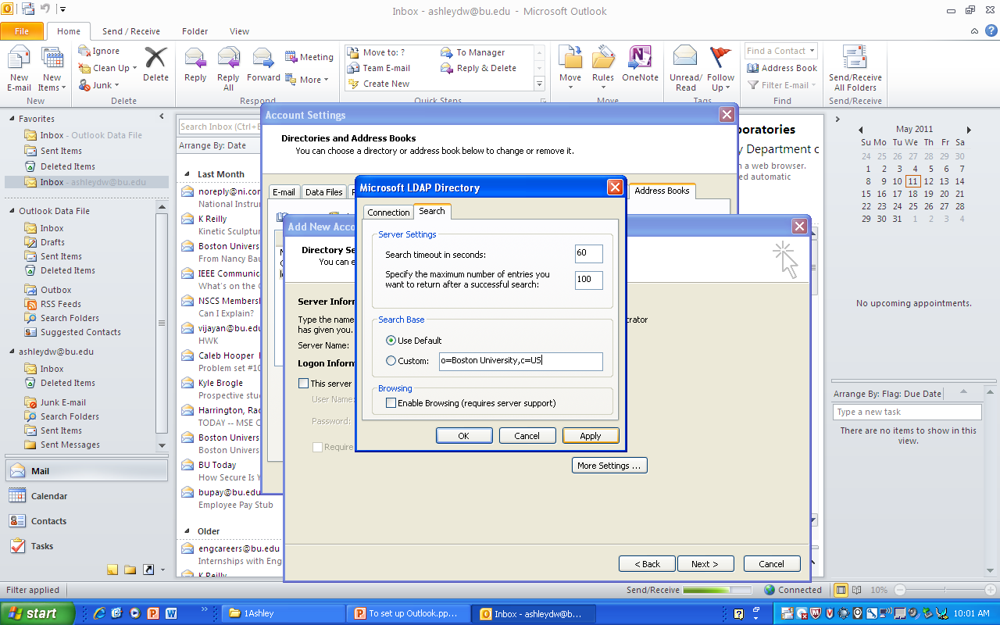 Inbox - ashleydw@bu.edu - Microsoft Outlook
File Home Send / Receive Folder View
New E-mail
New Items
New
Ignore
Clean Up
Junk
Delete
Delete
Reply
Reply All
Forward
Meeting
More
Respond
Move to: ?
Team E-mail
Create New
To Manager
Reply & Delete
Quick Steps
Move
Rules
OneNote
Move
Unread/ Read
Follow Up
Tags
Find a Contact
Address Book
Filter E-mail
Find
Send/Receive All Folders
Send/Receive
Favorites
Inbox - Outlook Data File
Sent Items
Deleted Items
Inbox - ashleydw@bu.edu
Outlook Data File
Inbox
Drafts
Sent Items
Deleted Items
Outbox
RSS Feeds
Search Folders
Suggested Contacts
ashleydw@bu.edu
Inbox
Deleted Items
Junk E-mail
Search Folders
Sent Items
Sent Messages
Mail
Calendar
Contacts
Tasks
Search Inbox (Ctrl+E
Arrange By: Date
Last Month
noreply@ni.com
National Instrum
K Reilly
Kinetic Sculptur
Boston Univers
From Nancy Bau
IEEE Communic
What's on the C
NSCS Membersh
Can I Explain?
vijayan@bu.ed
HWK
Caleb Hooper
Problem set #10
Kyle Brogle
Prospective stude
Harrington, Rac
TODAY -- MSE C
Boston Univers
Boston Univers
BU Today
How Secure Is Y
bupay@bu.edu
Employee Pay Stub
Older
engcareers@bu.edu
Internships with Eng
K Reilly
Account Settings
Directories and Address Books
You can choose a directory or address book below to change or remove it.
E-mail Data Files
Address Books
Add New Acco
Directory Se
You can e
Server Inform
Type the name
rator
has given you.
Server Name:
Logon Inform
This server
User Name:
Password:
Require
More Settings ...
< Back Next > Cancel
Microsoft LDAP Directory
Connection Search
Server Settings
Search timeout in seconds: 60
Specify the maximum number of entries you
want to return after a successful search: 100
Search Base
Use Default
Custom: o=Boston University,c=US
Browsing
Enable Browsing (requires server support)
OK Cancel Apply
boratories
y Department o
n a web browser.
ed automatic
May 2011
Su Mo Tu We Th Fr Sa
24 25 26 27 28 29 30
1 2 3 4 5 6 7
8 9 10 11 12 13 14
15 16 17 18 19 20 21
22 23 24 25 26 27 28
29 30 31 1 2 3 4
No upcoming appointments.
Arrange By: Flag: Due Date
Type a new task
There are no items to show in this
view.
Filter applied
Send/Receive
Connected
10%
start
1Ashley
To set up Outlook.pp...
Inbox - ashleydw@b...
10:01 AM